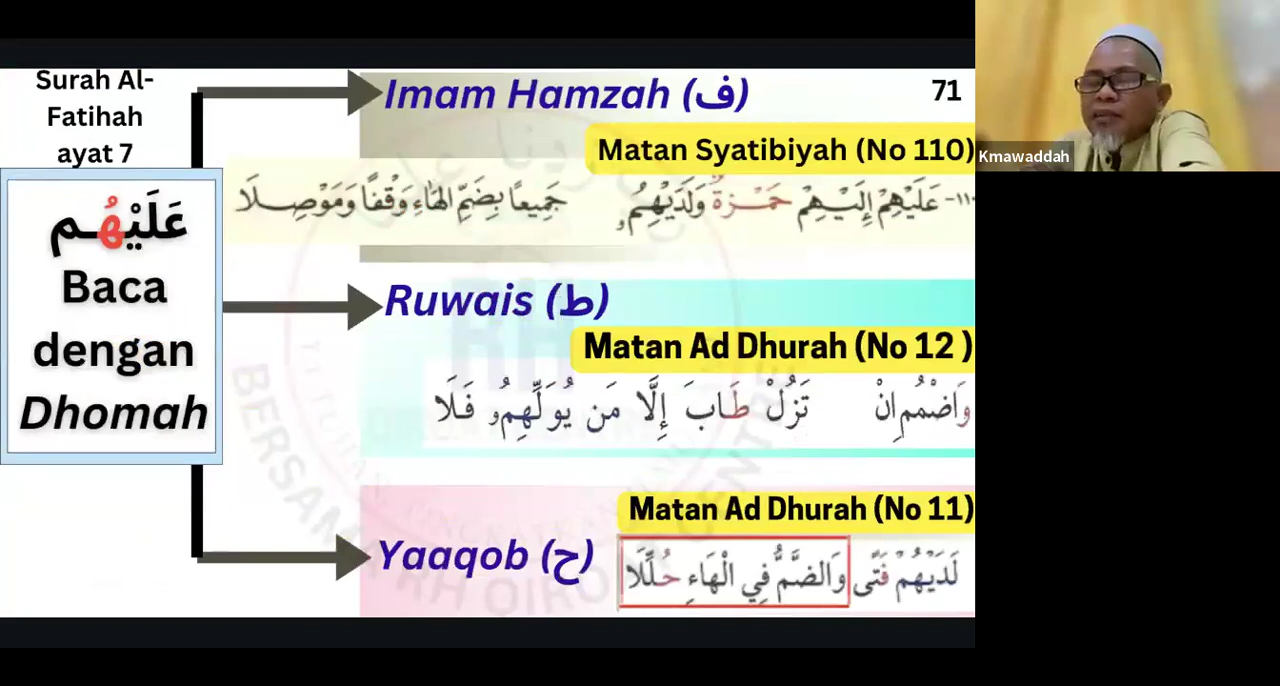 Surah Al-
Fatihah
ayat 7
عَلَيْهُم
Baca
dengan
Dhomah
Imam Hamzah (ف)
71
Matan Syatibiyah (No 110)
١١٠- عَلَيْهِمْ إِلَيْهِمْ حَمْزَةٌ وَلَدَيْهِمُ جَمِيعًا بِضَمِّ الهَاءِ وَقْفًا وَمَوْصِلَا
Ruwais (ط)
Matan Ad Dhurah (No 12 )
وَاضْمُمِ انْ تَزُلْ طَابَ إِلَّا مَن يُوَلِّهِمُ فَلَا
Matan Ad Dhurah (No 11)
Yaaqob (ح)
لَدَيْهُمْ فَتًى وَالضَّمُّ فِي الْهَاءِ حُلِّلَا
Kmawaddah